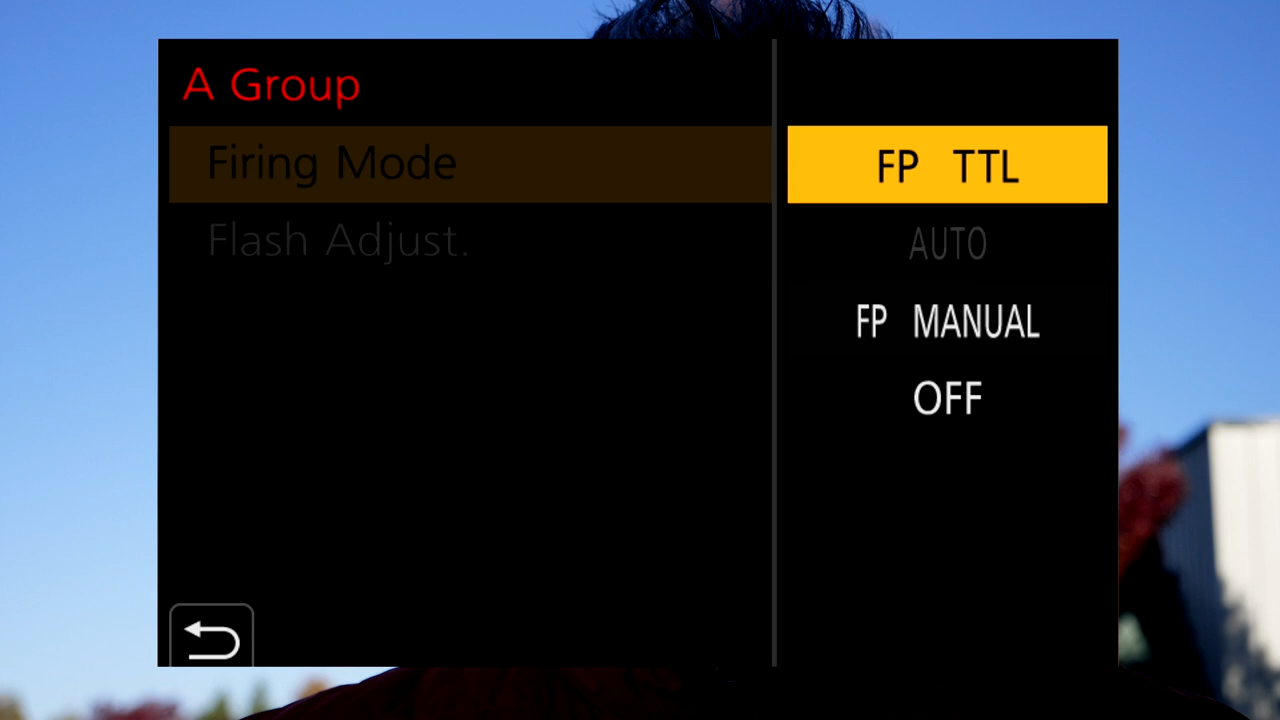 A Group
Firing Mode
Flash Adjust.
FP TTL
AUTO
FP MANUAL
OFF